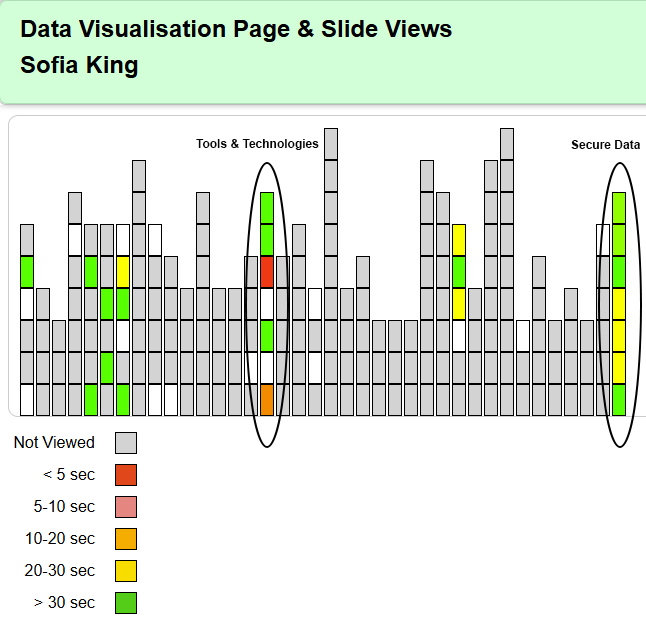 Data Visualisation Page & Slide Views
Sofia King
Tools & Technologies
Secure Data
Not Viewed
< 5 sec
5-10 sec
10-20 sec
20-30 sec
> 30 sec